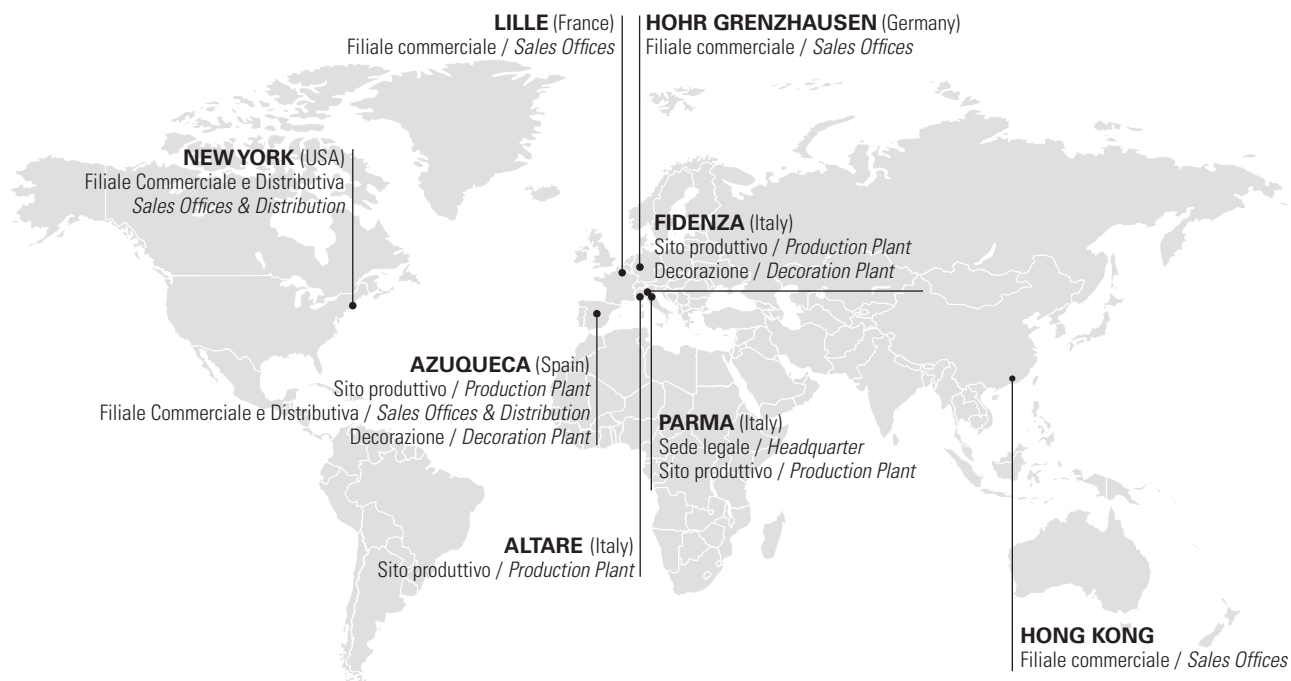 LILLE (France)
Filiale commerciale / Sales Offices
HOHR GRENZHAUSEN (Germany)
Filiale commerciale / Sales Offices
NEW YORK (USA)
Filiale Commerciale e Distributiva
Sales Offices & Distribution
FIDENZA (Italy)
Sito produttivo / Production Plant
Decorazione / Decoration Plant
AZUQUECA (Spain)
Sito produttivo / Production Plant
Filiale Commerciale e Distributiva / Sales Offices & Distribution
Decorazione / Decoration Plant
PARMA (Italy)
Sede legale / Headquarter
Sito produttivo / Production Plant
ALTARE (Italy)
Sito produttivo / Production Plant
HONG KONG
Filiale commerciale / Sales Offices